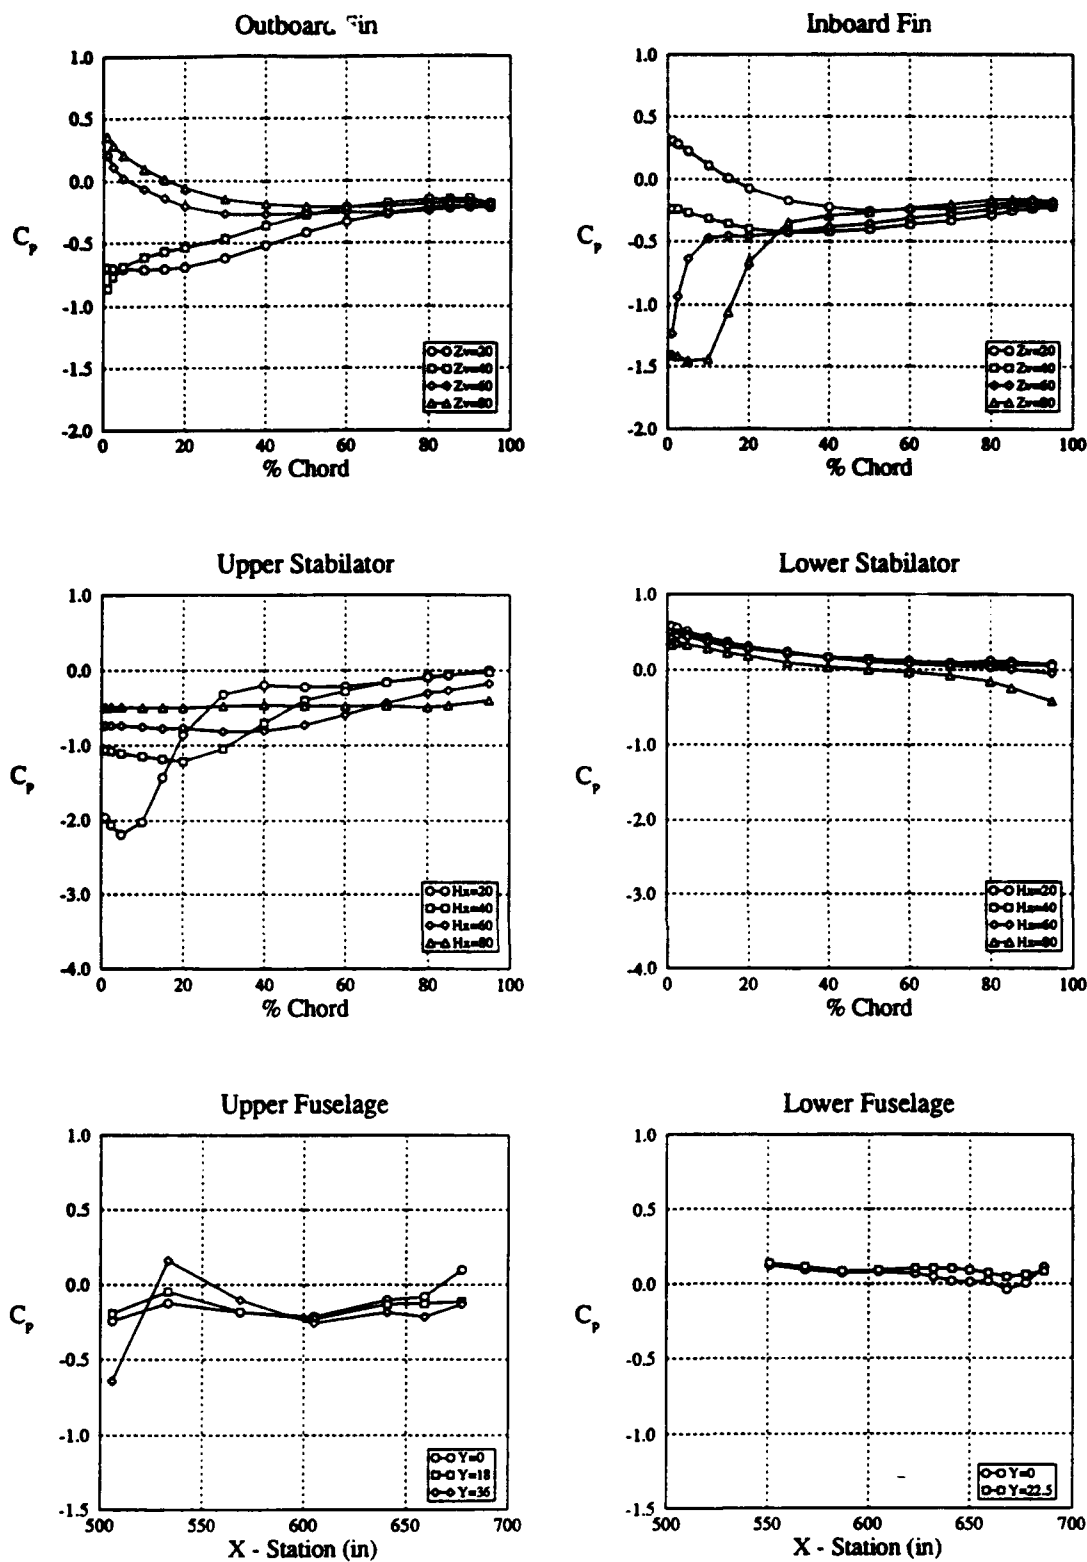 Outboard Fin
1.0
0.5
0.0
-0.5
-1.0
-1.5
-2.0
Cp
0 20 40 60 80 100
% Chord
Zv=20
Zv=40
Zv=60
Zv=80
Inboard Fin
1.0
0.5
0.0
-0.5
-1.0
-1.5
-2.0
Cp
0 20 40 60 80 100
% Chord
Zv=20
Zv=40
Zv=60
Zv=80
Upper Stabilator
1.0
0.0
-1.0
-2.0
-3.0
-4.0
Cp
0 20 40 60 80 100
% Chord
Hx=20
Hx=40
Hx=60
Hx=80
Lower Stabilator
1.0
0.0
-1.0
-2.0
-3.0
-4.0
Cp
0 20 40 60 80 100
% Chord
Hx=20
Hx=40
Hx=60
Hx=80
Upper Fuselage
1.0
0.5
0.0
-0.5
-1.0
-1.5
Cp
500 550 600 650 700
X - Station (in)
Y=0
Y=18
Y=36
Lower Fuselage
1.0
0.5
0.0
-0.5
-1.0
-1.5
Cp
500 550 600 650 700
X - Station (in)
Y=0
Y=22.5